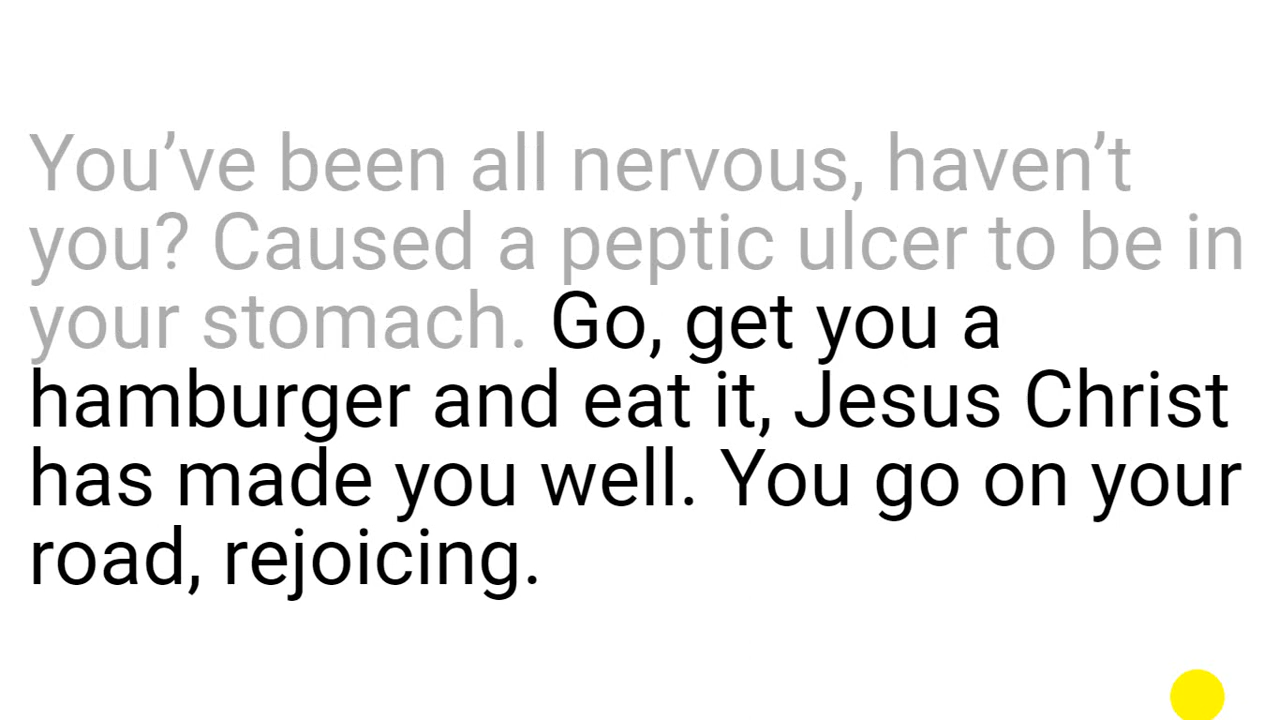 You’ve been all nervous, haven’t
you? Caused a peptic ulcer to be in
your stomach. Go, get you a
hamburger and eat it, Jesus Christ
has made you well. You go on your
road, rejoicing.